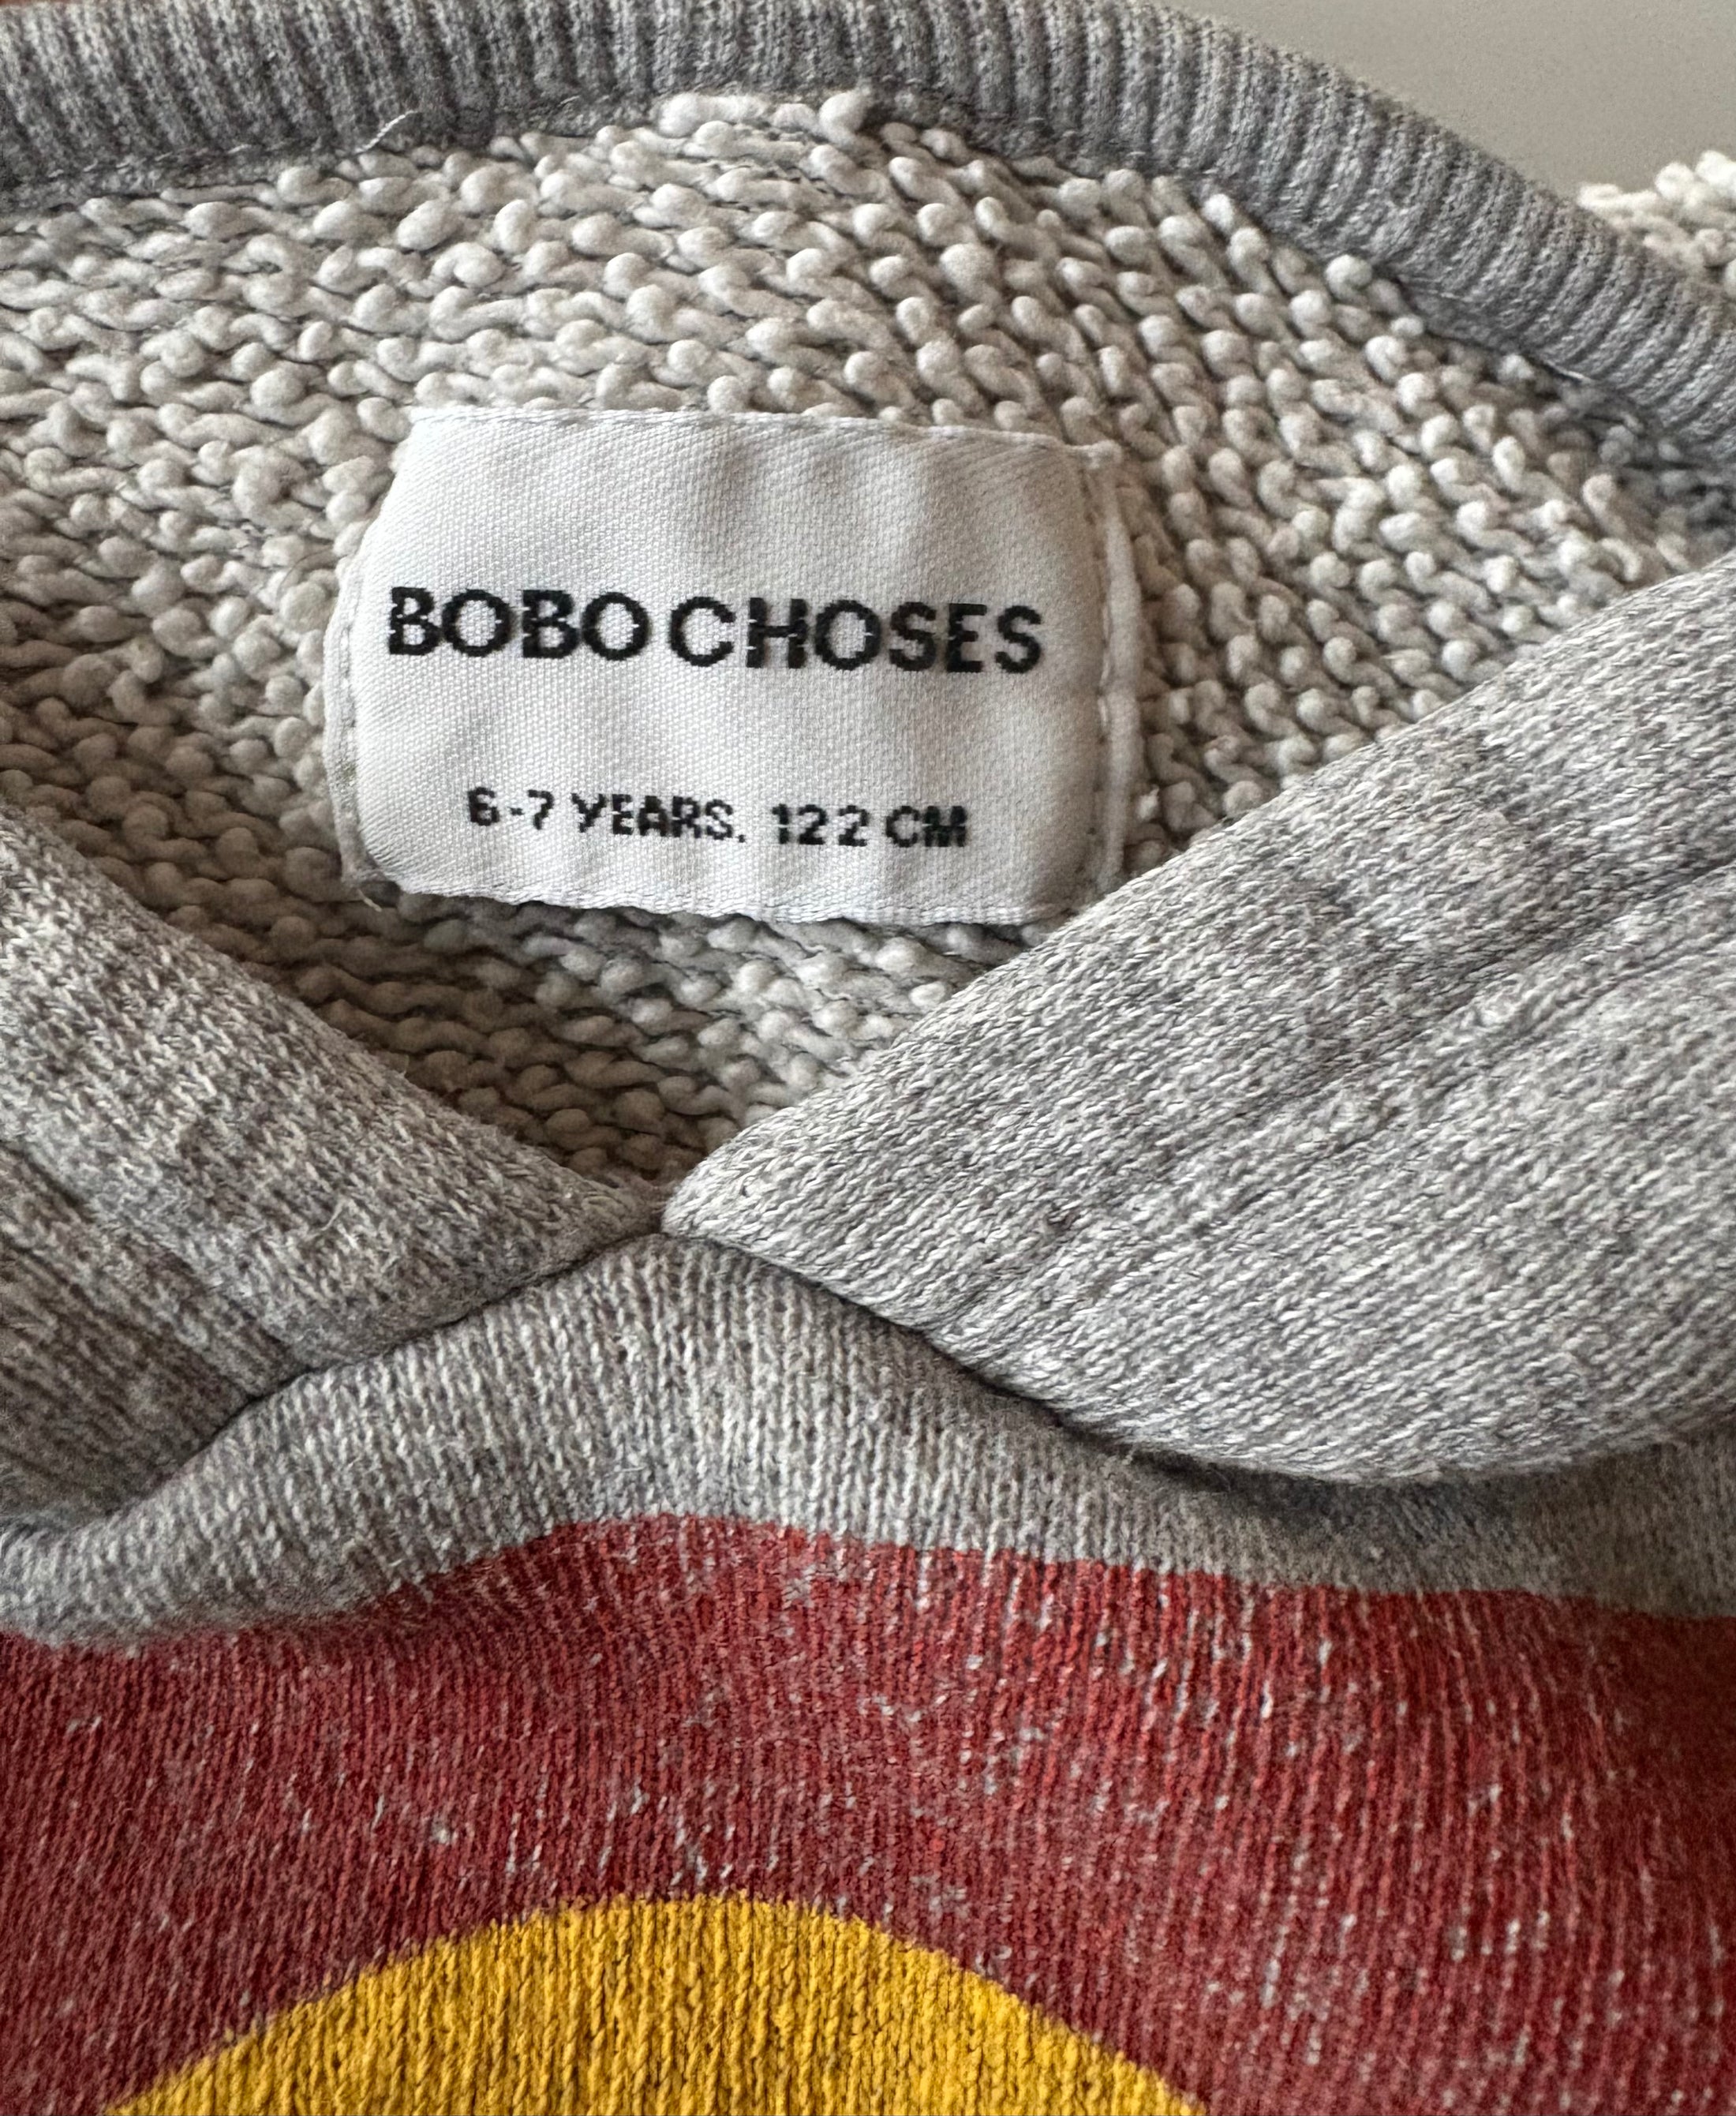 BOBO CHOSES
6-7 YEARS. 122 CM